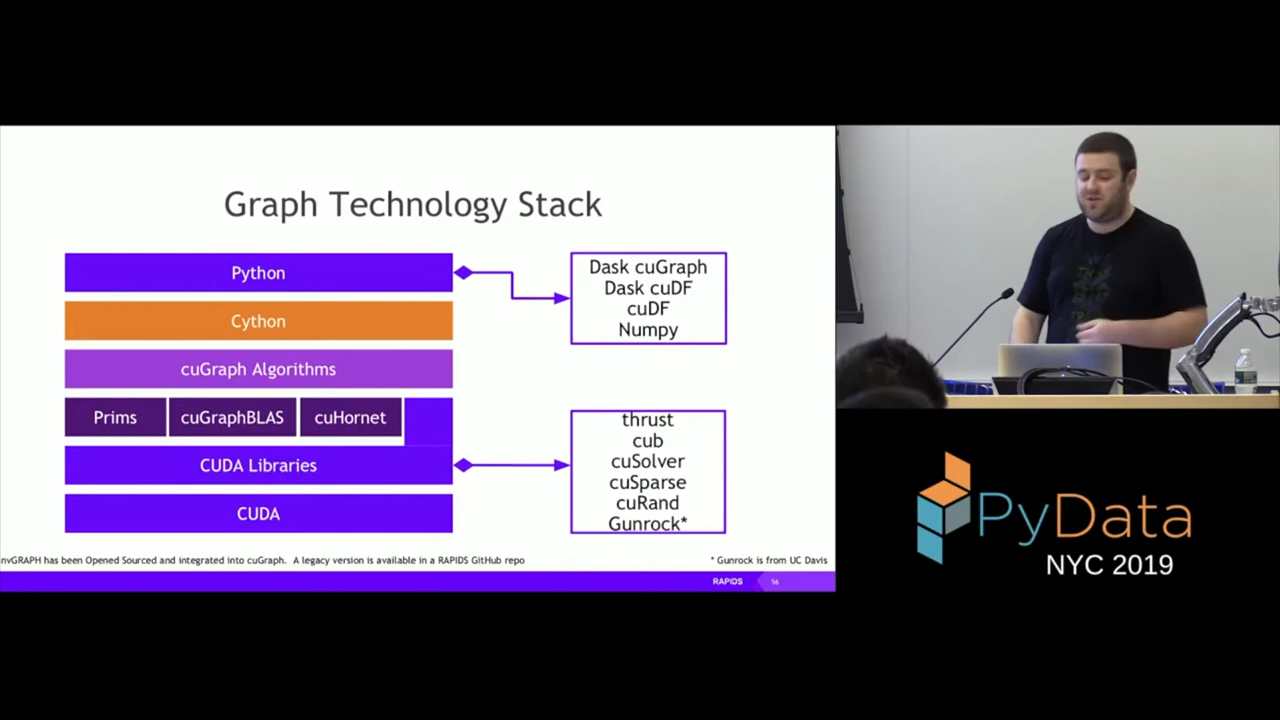 Graph Technology Stack
Python
Cython
cuGraph Algorithms
Prims
cuGraphBLAS
cuHornet
CUDA Libraries
CUDA
Dask cuGraph
Dask cuDF
cuDF
Numpy
thrust
cub
cuSolver
cuSparse
cuRand
Gunrock*
nvGRAPH has been Opened Sourced and integrated into cuGraph. A legacy version is available in a RAPIDS GitHub repo
* Gunrock is from UC Davis
RAPIDS
PyData
NYC 2019